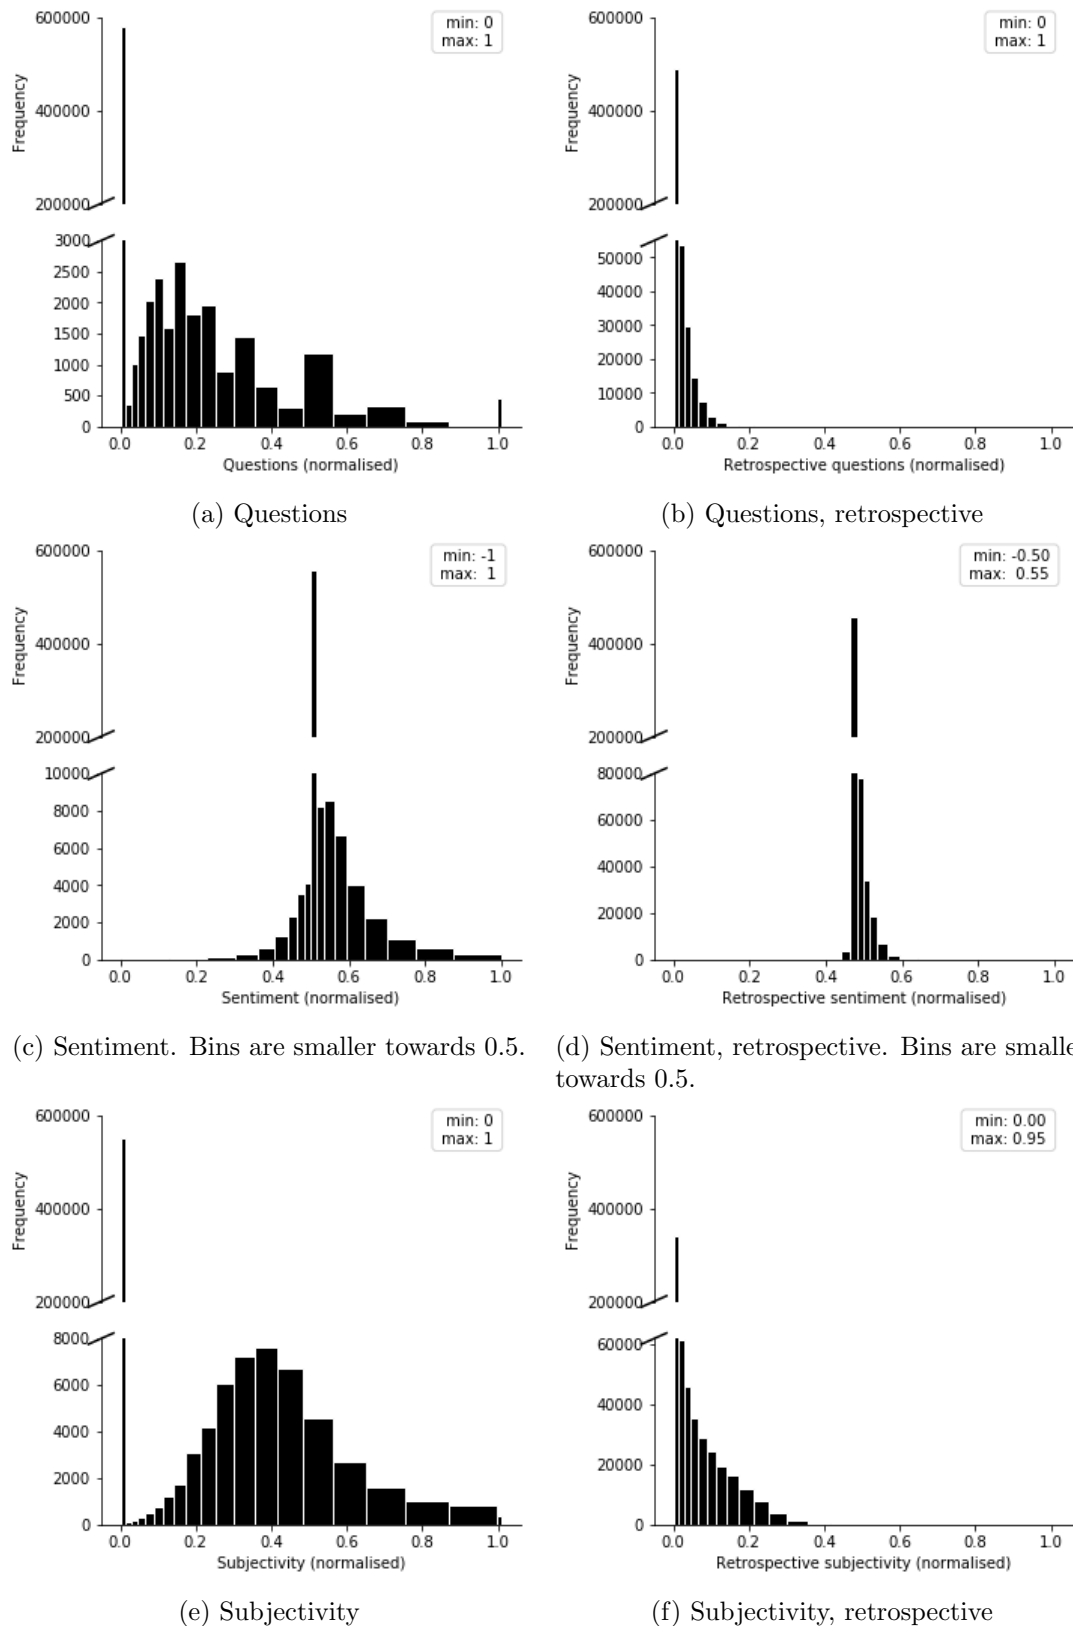 600000
400000
200000
3000
2500
2000
1500
1000
500
0
Frequency
min: 0
max: 1
0.0 0.2 0.4 0.6 0.8 1.0
Questions (normalised)
(a) Questions
600000
400000
200000
50000
40000
30000
20000
10000
0
Frequency
min: 0
max: 1
0.0 0.2 0.4 0.6 0.8 1.0
Retrospective questions (normalised)
(b) Questions, retrospective
600000
400000
200000
10000
8000
6000
4000
2000
0
Frequency
min: -1
max: 1
0.0 0.2 0.4 0.6 0.8 1.0
Sentiment (normalised)
(c) Sentiment. Bins are smaller towards 0.5.
600000
400000
200000
80000
60000
40000
20000
0
Frequency
min: -0.50
max: 0.55
0.0 0.2 0.4 0.6 0.8 1.0
Retrospective sentiment (normalised)
(d) Sentiment, retrospective. Bins are smalle
towards 0.5.
600000
400000
200000
8000
6000
4000
2000
0
Frequency
min: 0
max: 1
0.0 0.2 0.4 0.6 0.8 1.0
Subjectivity (normalised)
(e) Subjectivity
600000
400000
200000
60000
40000
20000
0
Frequency
min: 0.00
max: 0.95
0.0 0.2 0.4 0.6 0.8 1.0
Retrospective subjectivity (normalised)
(f) Subjectivity, retrospective